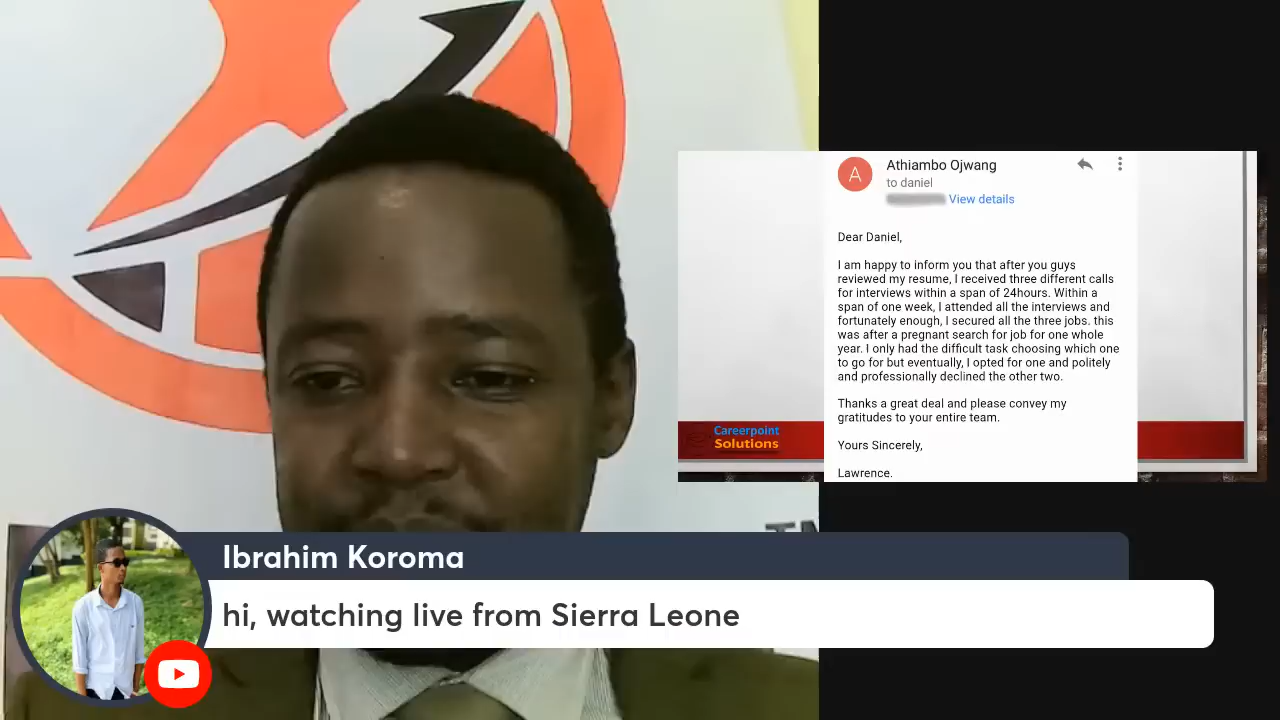 A
Athiambo Ojwang
to daniel
View details
Dear Daniel,
I am happy to inform you that after you guys
reviewed my resume, I received three different calls
for interviews within a span of 24hours. Within a
span of one week, I attended all the interviews and
fortunately enough, I secured all the three jobs. this
was after a pregnant search for job for one whole
year. I only had the difficult task choosing which one
to go for but eventually, I opted for one and politely
and professionally declined the other two.
Thanks a great deal and please convey my
gratitudes to your entire team.
Yours Sincerely,
Lawrence.
Careerpoint
Solutions
Ibrahim Koroma
hi, watching live from Sierra Leone